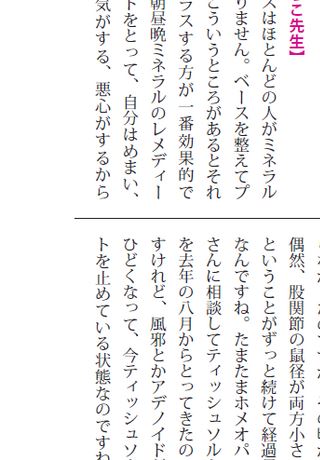 こ先生】
スはほとんどの人がミネラル
りません。ベースを整えてプ
こういうところがあるとそれ
ラスする方が一番効果的で
朝昼晩ミネラルのレメディー
トをとって、自分はめまい、
気がする、悪心がするから
偶然、股関節の鼠径が両方小さ
ということがずっと続けて経過
なんですね。たまたまホメオパ
さんに相談してティッシュソル
を去年の八月からとってきたの
すけれど、風邪とかアデノイド
ひどくなって、今ティッシュソ
トを止めている状態なのですね